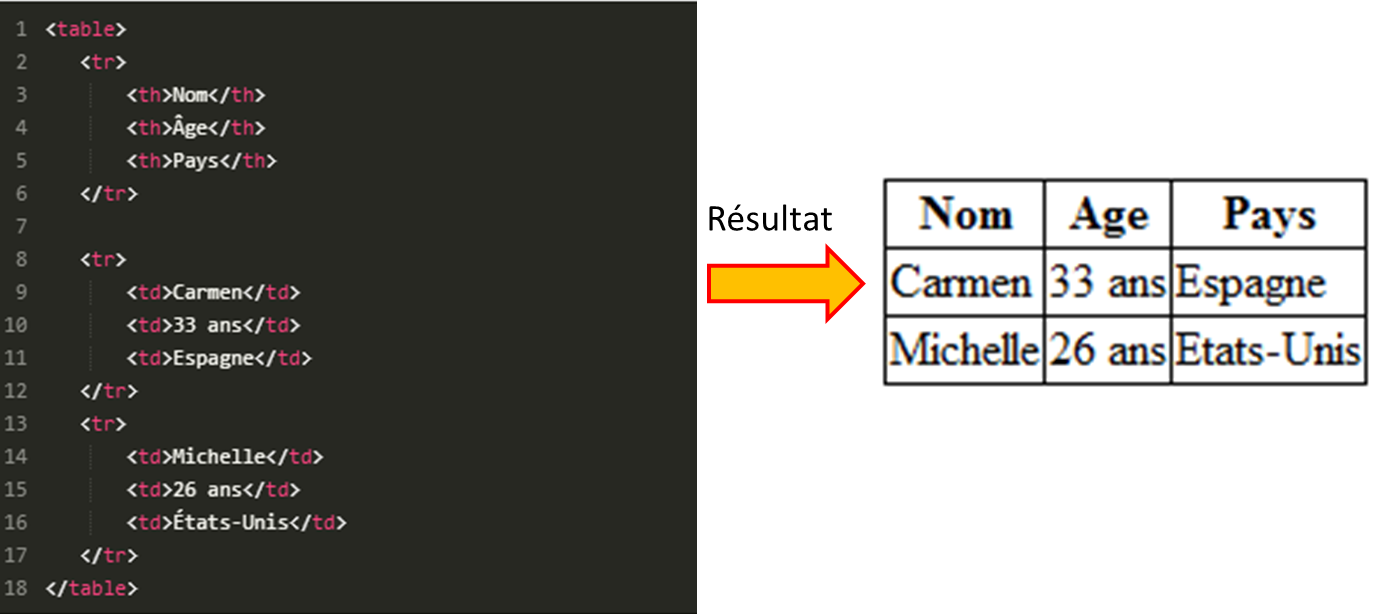 1 <table>
2 <tr>
3 <th>Nom</th>
4 <th>Âge</th>
5 <th>Pays</th>
6 </tr>
7
8 <tr>
9 <td>Carmen</td>
10 <td>33 ans</td>
11 <td>Espagne</td>
12 </tr>
13 <tr>
14 <td>Michelle</td>
15 <td>26 ans</td>
16 <td>États-Unis</td>
17 </tr>
18 </table>
Résultat
Nom Age Pays
Carmen 33 ans Espagne
Michelle 26 ans Etats-Unis